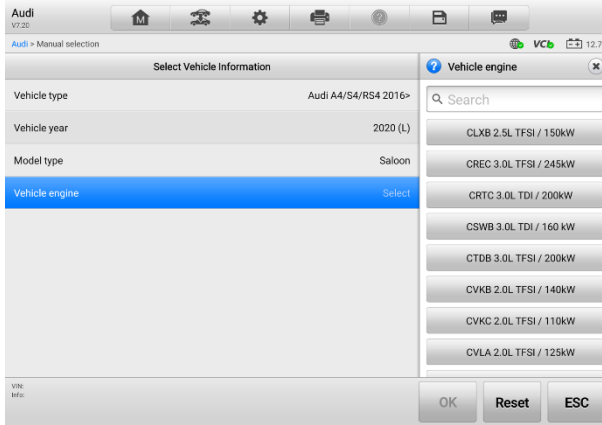 Audi
V7.20
Audi > Manual selection
VCI
12.7
Select Vehicle Information
Vehicle engine
Vehicle type Audi A4/S4/RS4 2016>
Vehicle year 2020 (L)
Model type Saloon
Vehicle engine Select
Search
CLXB 2.5L TFSI / 150kW
CREC 3.0L TFSI / 245kW
CRTC 3.0L TDI / 200kW
CSWB 3.0L TDI / 160 kW
CTDB 3.0L TFSI / 200kW
CVKB 2.0L TFSI / 140kW
CVKC 2.0L TFSI / 110kW
CVLA 2.0L TFSI / 125kW
VIN:
Info:
OK Reset ESC